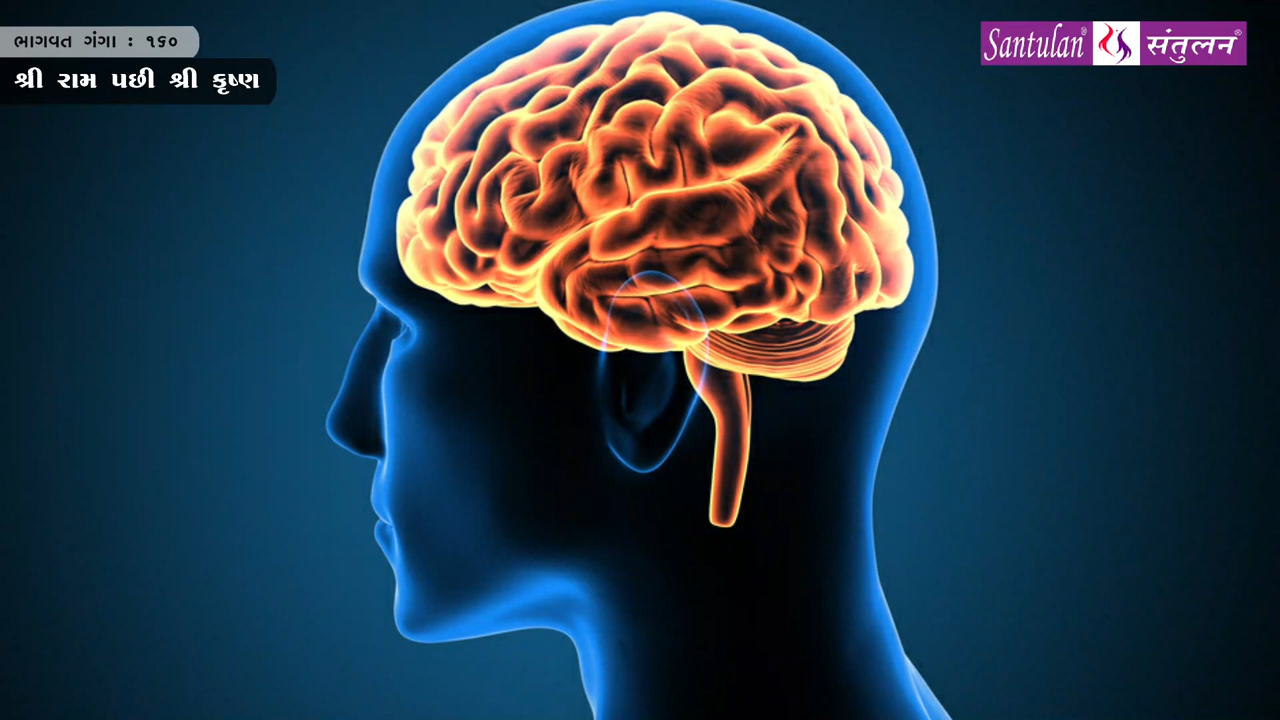 ભાગવત ગંગા : ૧૬૦
શ્રી રામ પછી શ્રી કૃષ્ણ
Santulan® संतुलन®